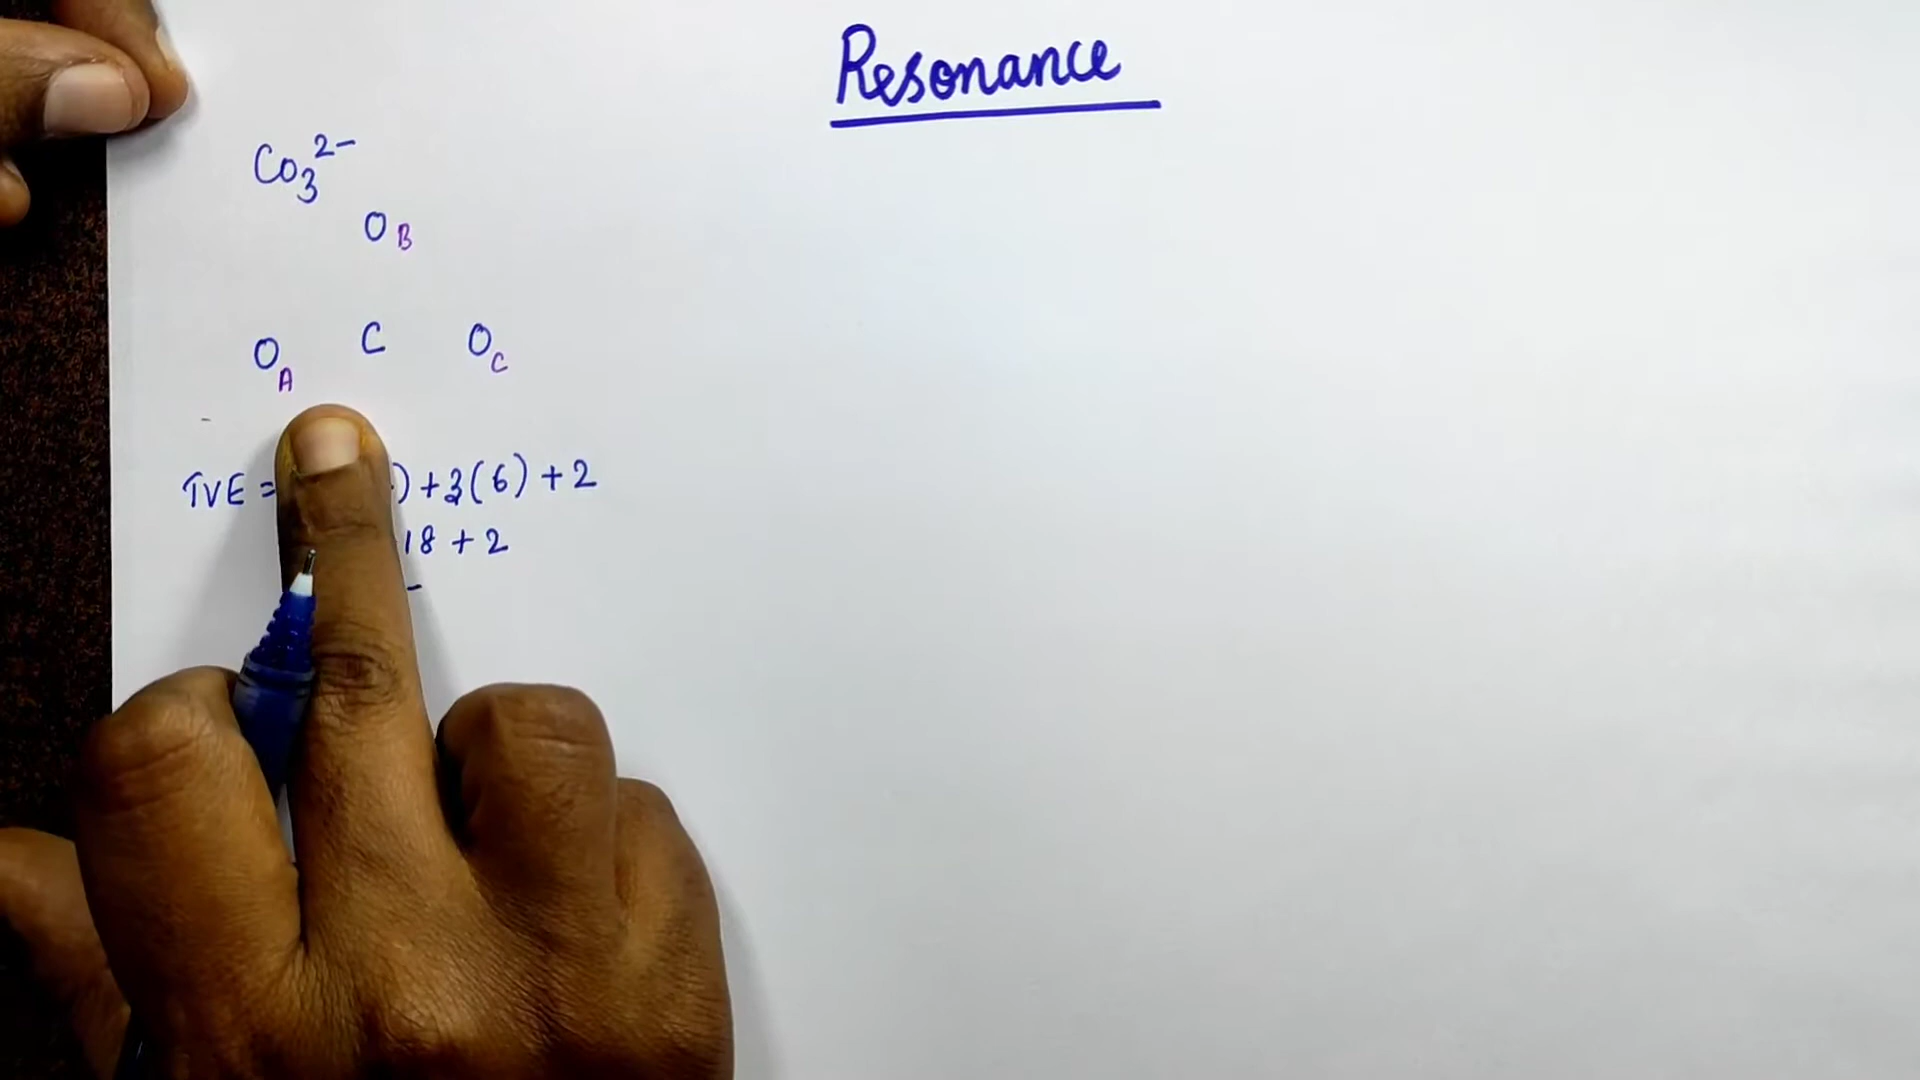 Resonance
Co3 2-
O B
O A C O C
TVE = ) + 3(6) + 2
18 + 2